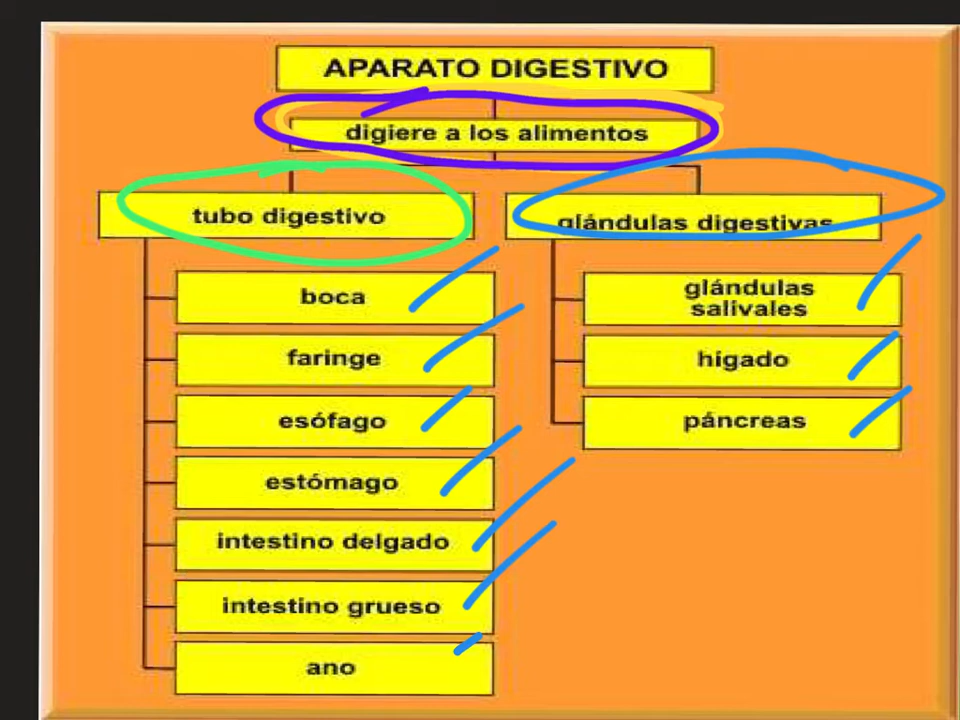 APARATO DIGESTIVO
digiere a los alimentos
tubo digestivo
boca
faringe
esófago
estómago
intestino delgado
intestino grueso
ano
glándulas digestivas
glándulas
salivales
hígado
páncreas